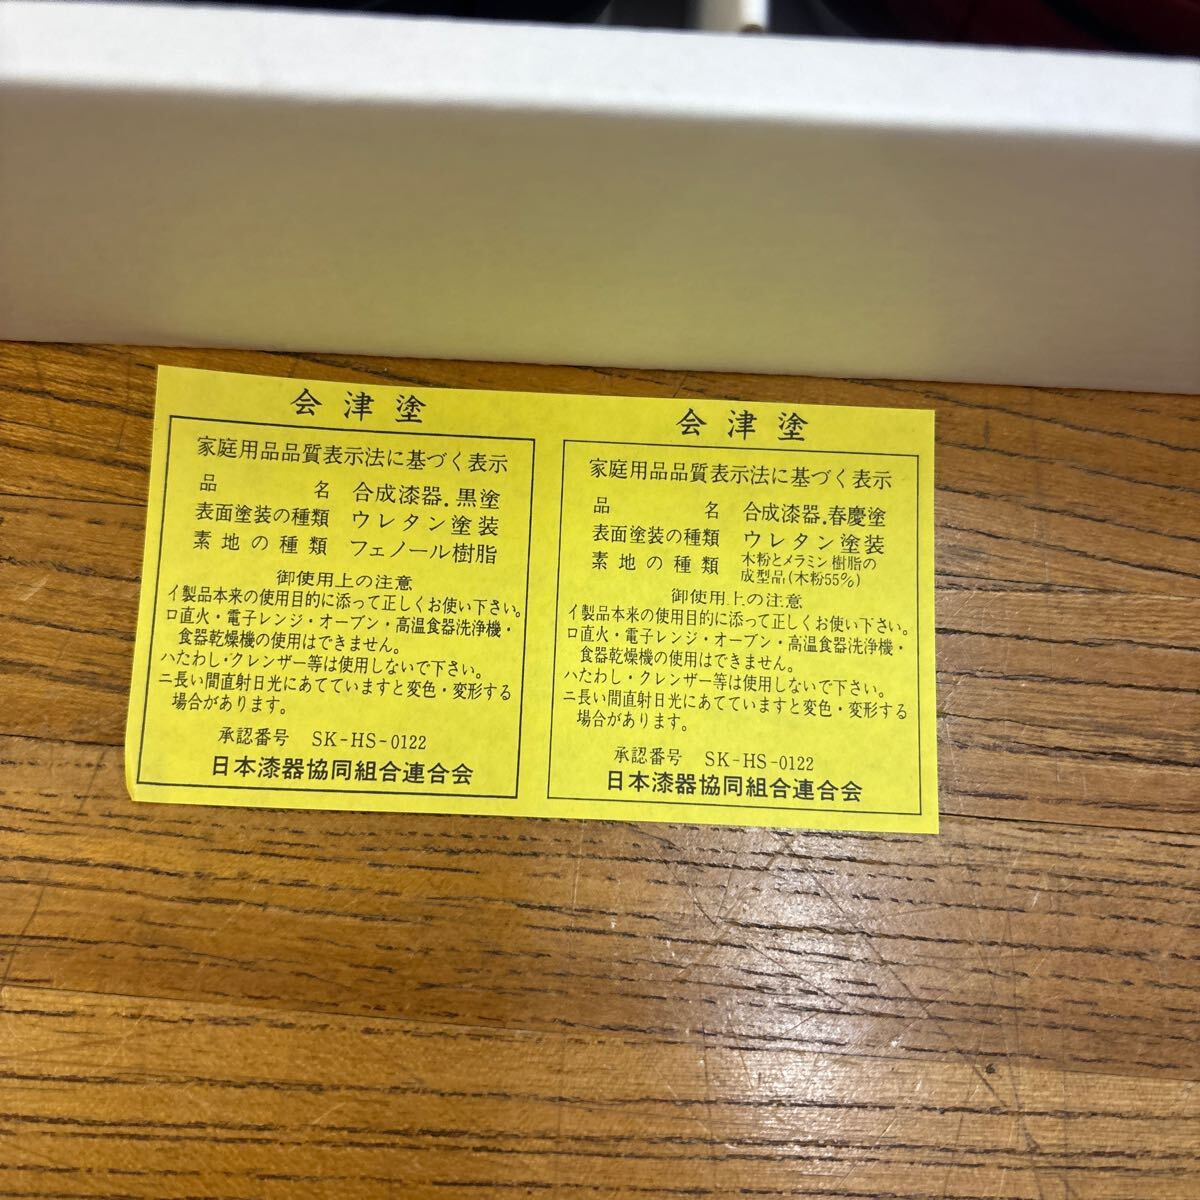 会津塗
家庭用品品質表示法に基づく表示
品名 合成漆器.黒塗
表面塗装の種類 ウレタン塗装
素地の種類 フェノール樹脂
御使用上の注意
イ製品本来の使用目的に添って正しくお使い下さい。
ロ直火・電子レンジ・オーブン・高温食器洗浄機・
食器乾燥機の使用はできません。
ハたわし・クレンザー等は使用しないで下さい。
ニ長い間直射日光にあてていますと変色・変形する
場合があります。
承認番号 SK-HS-0122
日本漆器協同組合連合会
会津塗
家庭用品品質表示法に基づく表示
品名 合成漆器.春慶塗
表面塗装の種類 ウレタン塗装
素地の種類 木粉とメラミン樹脂の
成型品(木粉55%)
御使用上の注意
イ製品本来の使用目的に添って正しくお使い下さい。
ロ直火・電子レンジ・オーブン・高温食器洗浄機・
食器乾燥機の使用はできません。
ハたわし・クレンザー等は使用しないで下さい。
ニ長い間直射日光にあてていますと変色・変形する
場合があります。
承認番号 SK-HS-0122
日本漆器協同組合連合会